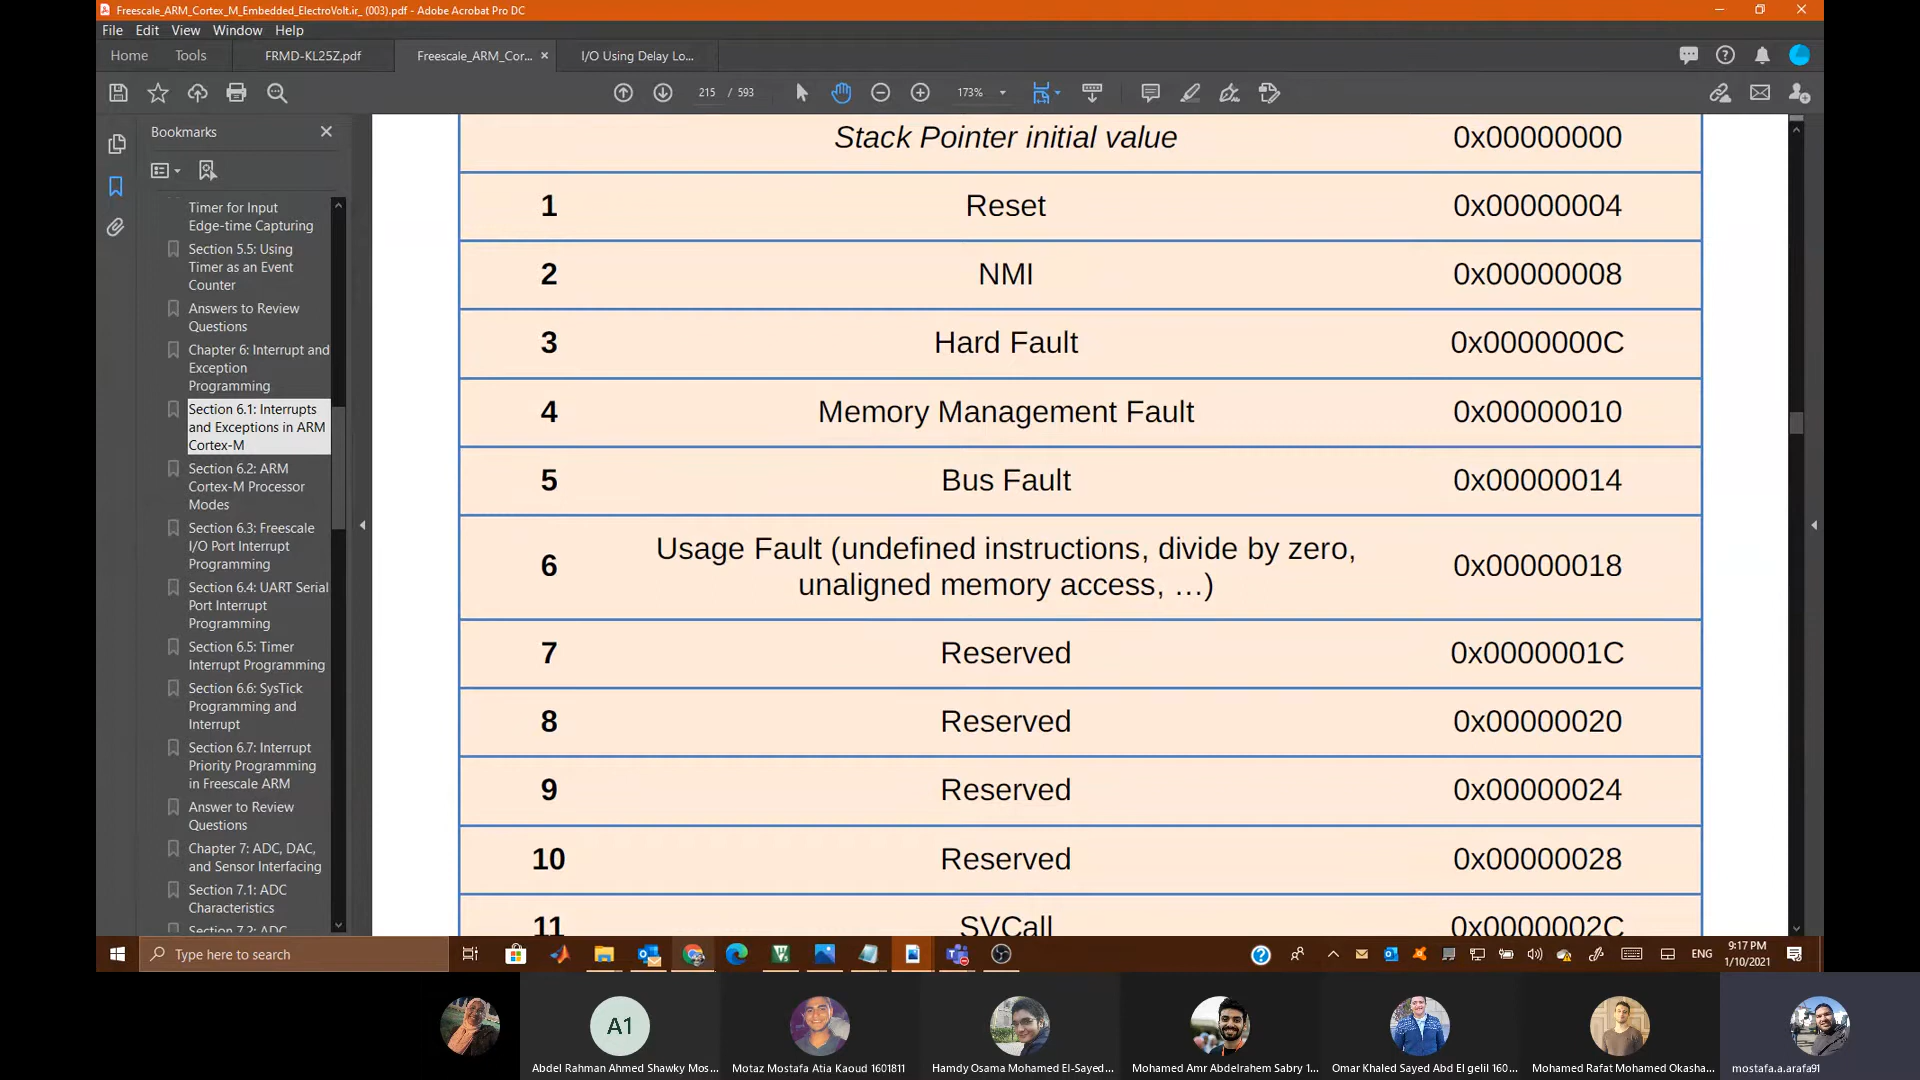 Freescale_ARM_Cortex_M_Embedded_ElectroVolt.ir_ (003).pdf - Adobe Acrobat Pro DC
File Edit View Window Help
Home Tools FRMD-KL25Z.pdf Freescale_ARM_Cor... × I/O Using Delay Lo...
215 / 593 173%
Bookmarks
Timer for Input
Edge-time Capturing
Section 5.5: Using
Timer as an Event
Counter
Answers to Review
Questions
Chapter 6: Interrupt and
Exception
Programming
Section 6.1: Interrupts
and Exceptions in ARM
Cortex-M
Section 6.2: ARM
Cortex-M Processor
Modes
Section 6.3: Freescale
I/O Port Interrupt
Programming
Section 6.4: UART Serial
Port Interrupt
Programming
Section 6.5: Timer
Interrupt Programming
Section 6.6: SysTick
Programming and
Interrupt
Section 6.7: Interrupt
Priority Programming
in Freescale ARM
Answer to Review
Questions
Chapter 7: ADC, DAC,
and Sensor Interfacing
Section 7.1: ADC
Characteristics
Section 7.2: ADC
Stack Pointer initial value 0x00000000
1 Reset 0x00000004
2 NMI 0x00000008
3 Hard Fault 0x0000000C
4 Memory Management Fault 0x00000010
5 Bus Fault 0x00000014
6 Usage Fault (undefined instructions, divide by zero,
unaligned memory access, …) 0x00000018
7 Reserved 0x0000001C
8 Reserved 0x00000020
9 Reserved 0x00000024
10 Reserved 0x00000028
11 SVCall 0x0000002C
Type here to search
ENG
9:17 PM
1/10/2021
A1
Abdel Rahman Ahmed Shawky Mos...
Motaz Mostafa Atia Kaoud 1601811
Hamdy Osama Mohamed El-Sayed...
Mohamed Amr Abdelrahem Sabry 1...
Omar Khaled Sayed Abd El gelil 160...
Mohamed Rafat Mohamed Okasha...
mostafa.a.arafa91